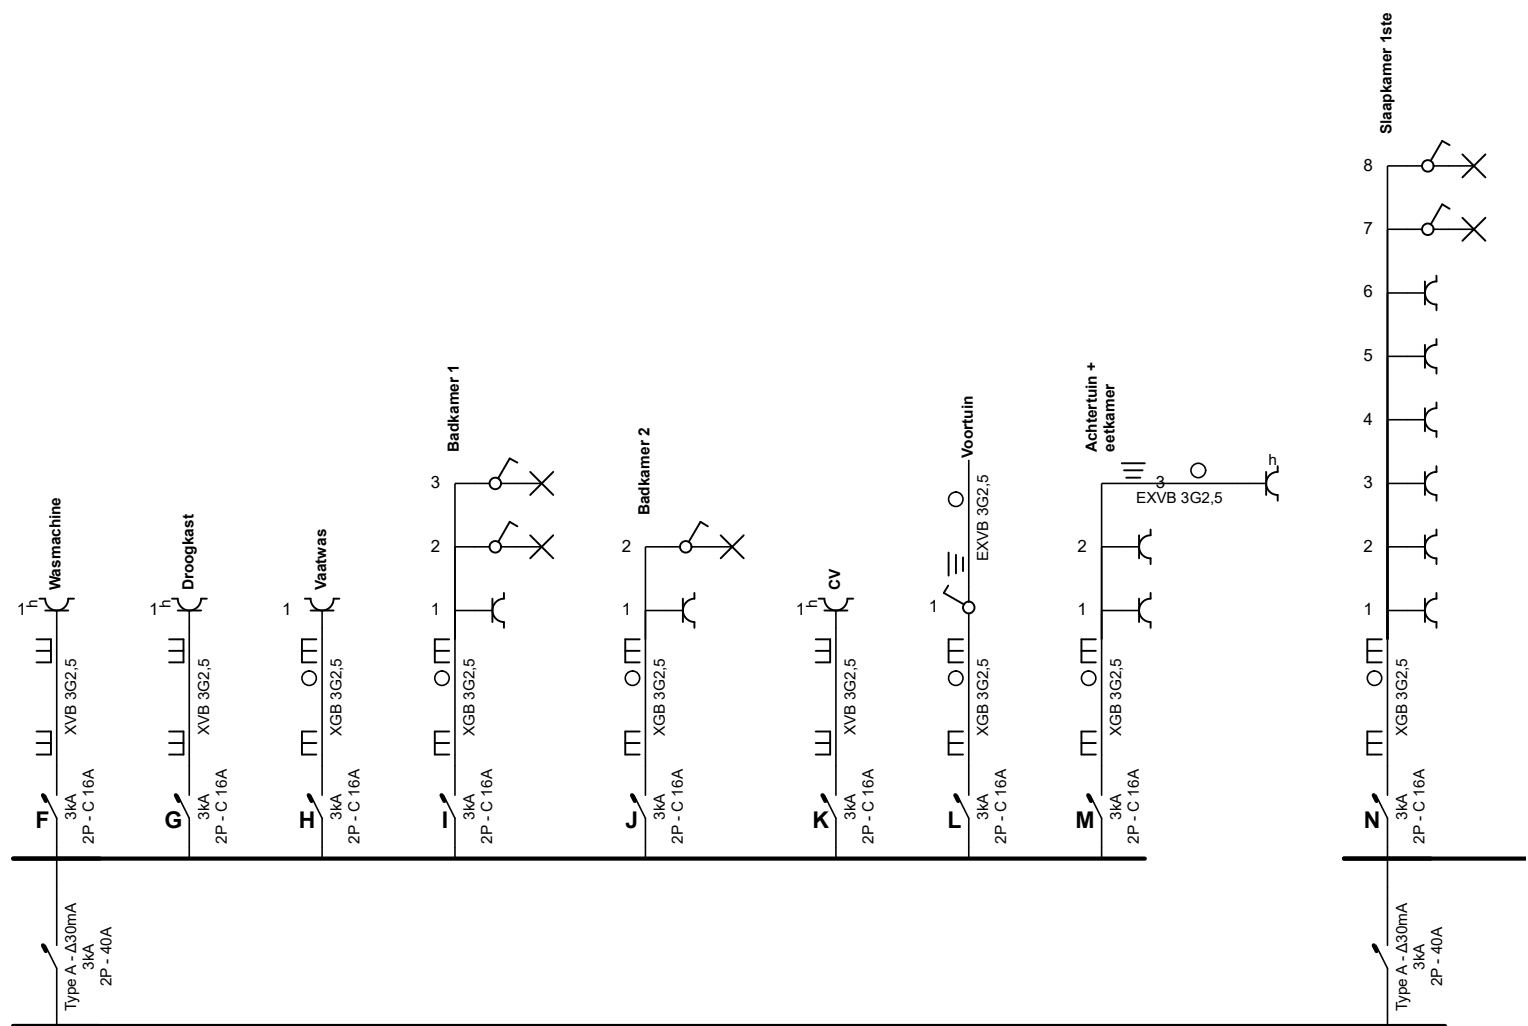 Wasmachine
1
h
XVB 3G2,5
F
3kA
2P - C 16A
Droogkast
1
h
XVB 3G2,5
G
3kA
2P - C 16A
Vaatwas
1
XGB 3G2,5
H
3kA
2P - C 16A
Badkamer 1
3
2
1
XGB 3G2,5
I
3kA
2P - C 16A
Badkamer 2
2
1
XGB 3G2,5
J
3kA
2P - C 16A
CV
1
h
XVB 3G2,5
K
3kA
2P - C 16A
Voortuin
EXVB 3G2,5
1
XGB 3G2,5
L
3kA
2P - C 16A
Achtertuin +
eetkamer
h
3
EXVB 3G2,5
2
1
XGB 3G2,5
M
3kA
2P - C 16A
Slaapkamer 1ste
8
7
6
5
4
3
2
1
XGB 3G2,5
N
3kA
2P - C 16A
Type A - Δ30mA
3kA
2P - 40A
Type A - Δ30mA
3kA
2P - 40A